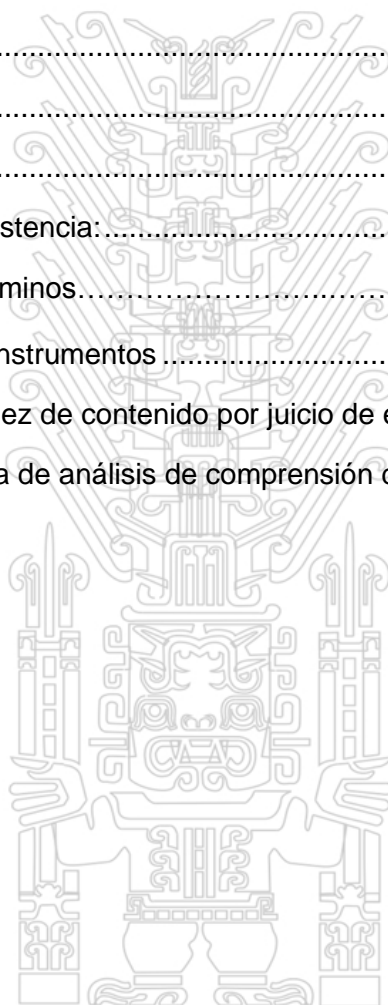 ................................................
................................................
................................................
stencia:........................................
minos…………………..……
nstrumentos ..............................
ez de contenido por juicio de e
a de análisis de comprensión